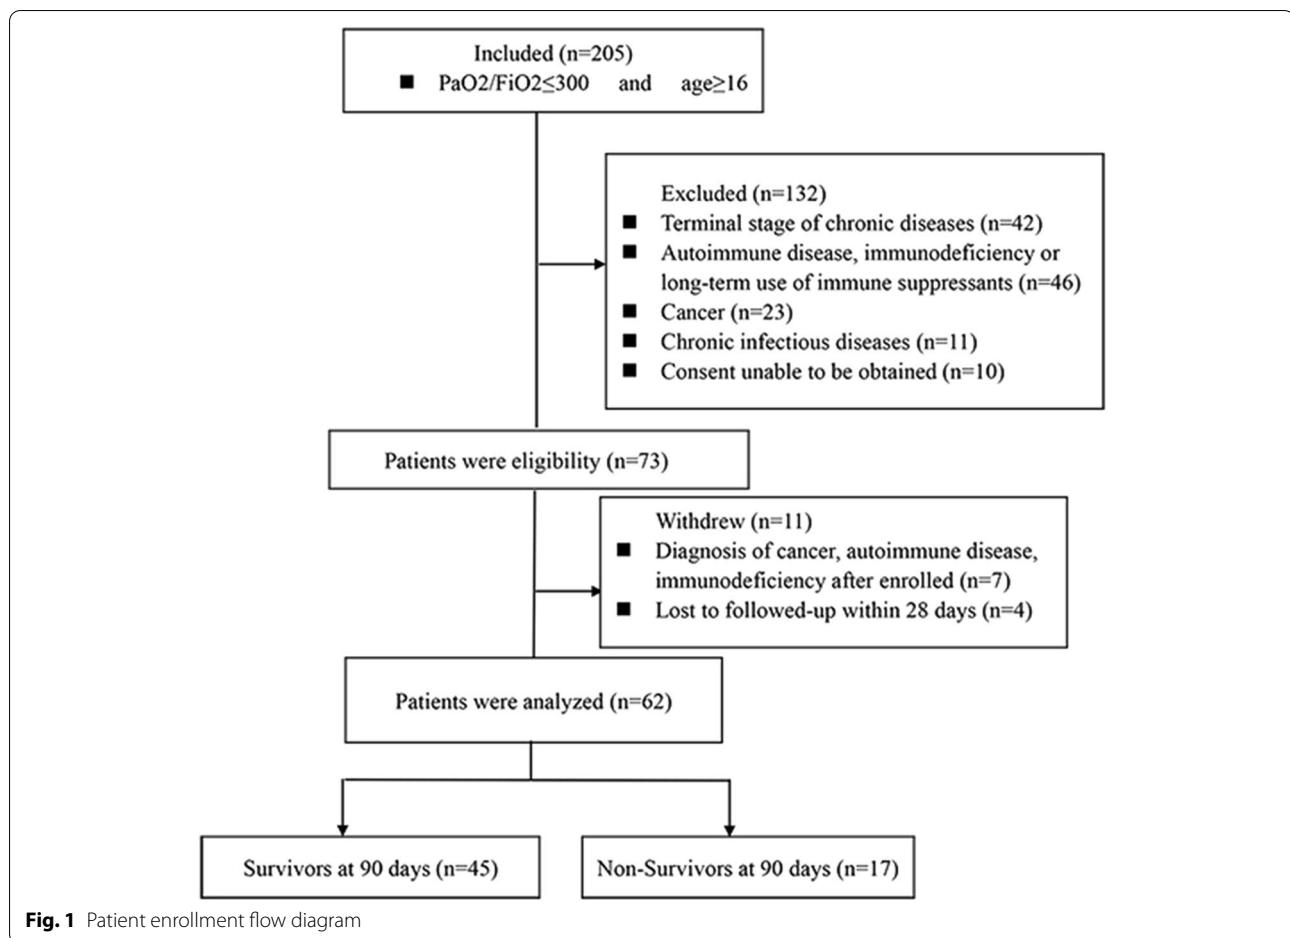 Included (n=205)
■ PaO2/FiO2≤300 and age≥16
Excluded (n=132)
■ Terminal stage of chronic diseases (n=42)
■ Autoimmune disease, immunodeficiency or
long-term use of immune suppressants (n=46)
■ Cancer (n=23)
■ Chronic infectious diseases (n=11)
■ Consent unable to be obtained (n=10)
Patients were eligibility (n=73)
Withdrew (n=11)
■ Diagnosis of cancer, autoimmune disease,
immunodeficiency after enrolled (n=7)
■ Lost to followed-up within 28 days (n=4)
Patients were analyzed (n=62)
Survivors at 90 days (n=45)
Non-Survivors at 90 days (n=17)
Fig. 1 Patient enrollment flow diagram